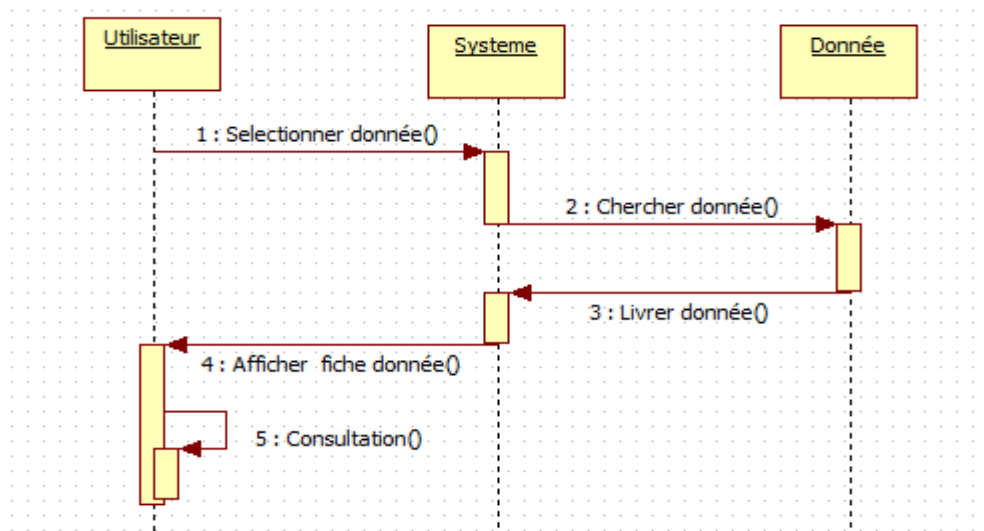 Utilisateur
Systeme
Donnée
1 : Selectionner donnée()
2 : Chercher donnée()
3 : Livrer donnée()
4 : Afficher  fiche donnée()
5 : Consultation()